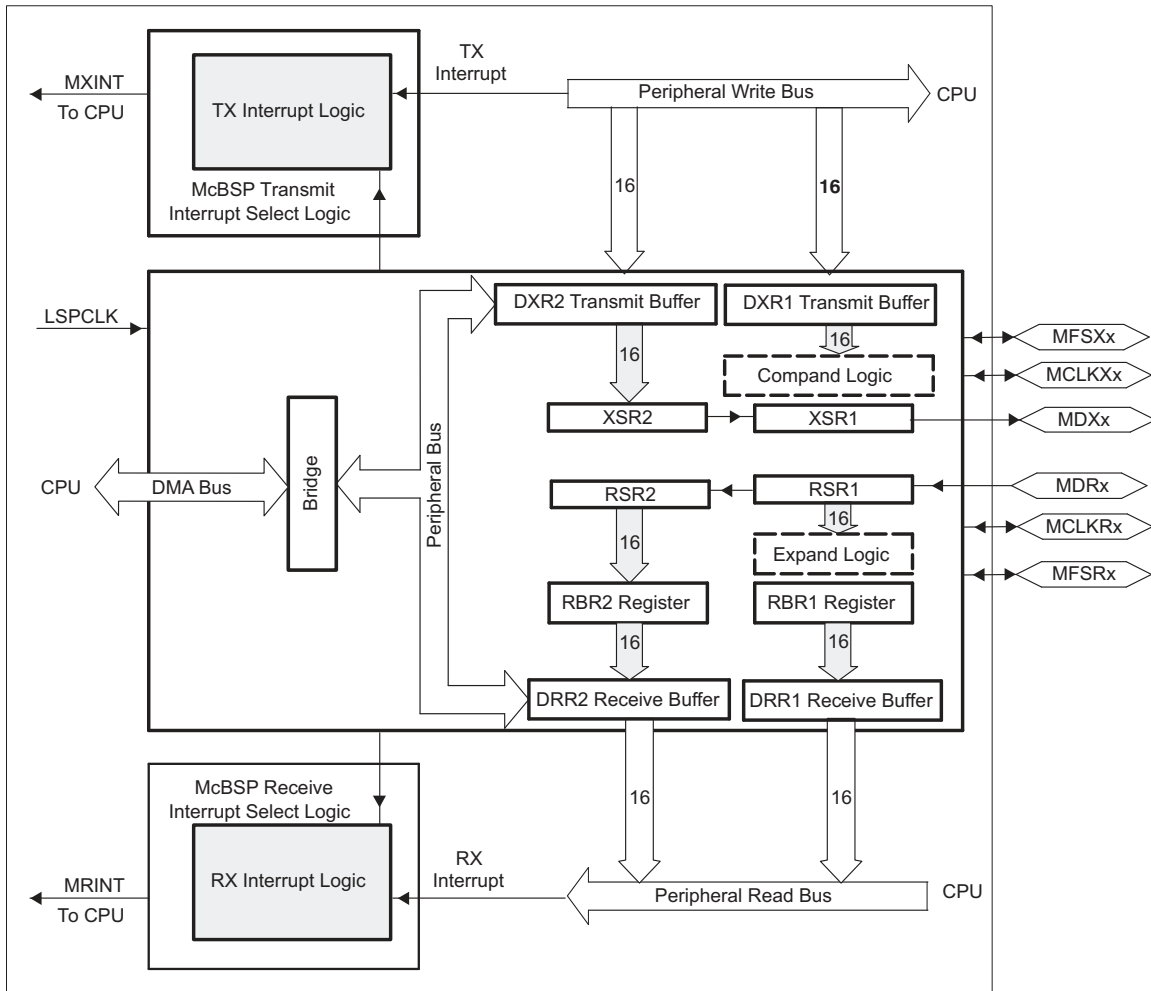 TX
Interrupt
MXINT
To CPU
TX Interrupt Logic
Peripheral Write Bus
CPU
McBSP Transmit
Interrupt Select Logic
16
16
LSPCLK
DXR2 Transmit Buffer
DXR1 Transmit Buffer
16
16
Compand Logic
MFSXx
MCLKXx
XSR2
XSR1
MDXx
CPU
DMA Bus
Bridge
Peripheral Bus
RSR2
RSR1
MDRx
16
16
Expand Logic
MCLKRx
MFSRx
RBR2 Register
RBR1 Register
16
16
DRR2 Receive Buffer
DRR1 Receive Buffer
McBSP Receive
Interrupt Select Logic
16
16
MRINT
To CPU
RX Interrupt Logic
RX
Interrupt
Peripheral Read Bus
CPU